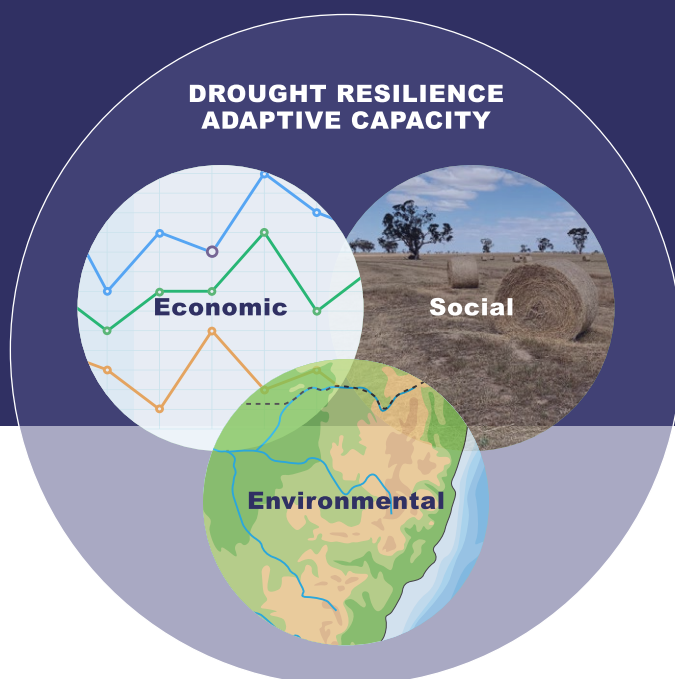 DROUGHT RESILIENCE
ADAPTIVE CAPACITY
Economic
Social
Environmental